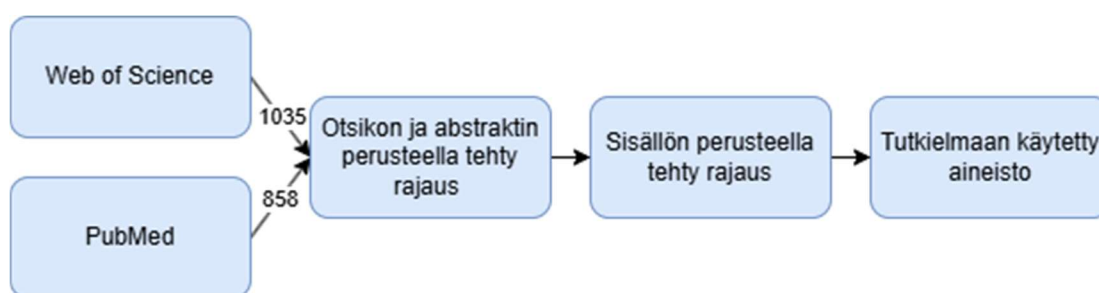 Web of Science
1035
PubMed
858
Otsikon ja abstraktin
perusteella tehty
rajaus
Sisällön perusteella
tehty rajaus
Tutkielmaan käytetty
aineisto